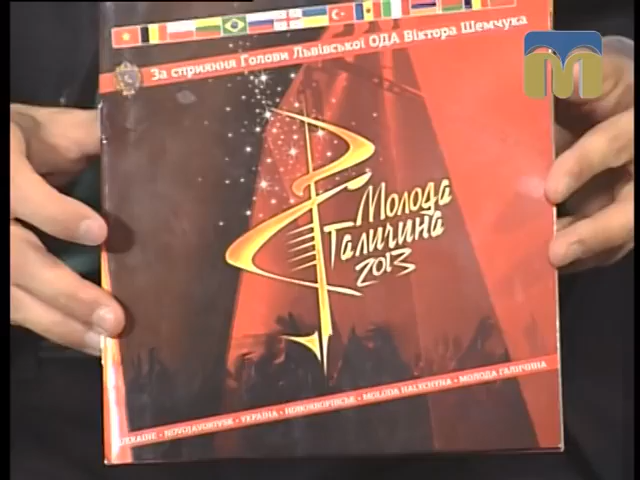 За сприяння Голови Львівської ОДА Віктора Шемчука
M
Молода
Галичина
2013
UKRAINE • NOVOJAVORIVSK • УКРАЇНА • НОВОЯВОРІВСЬК • MOLODA HALYCHYNA • МОЛОДА ГАЛИЧИНА